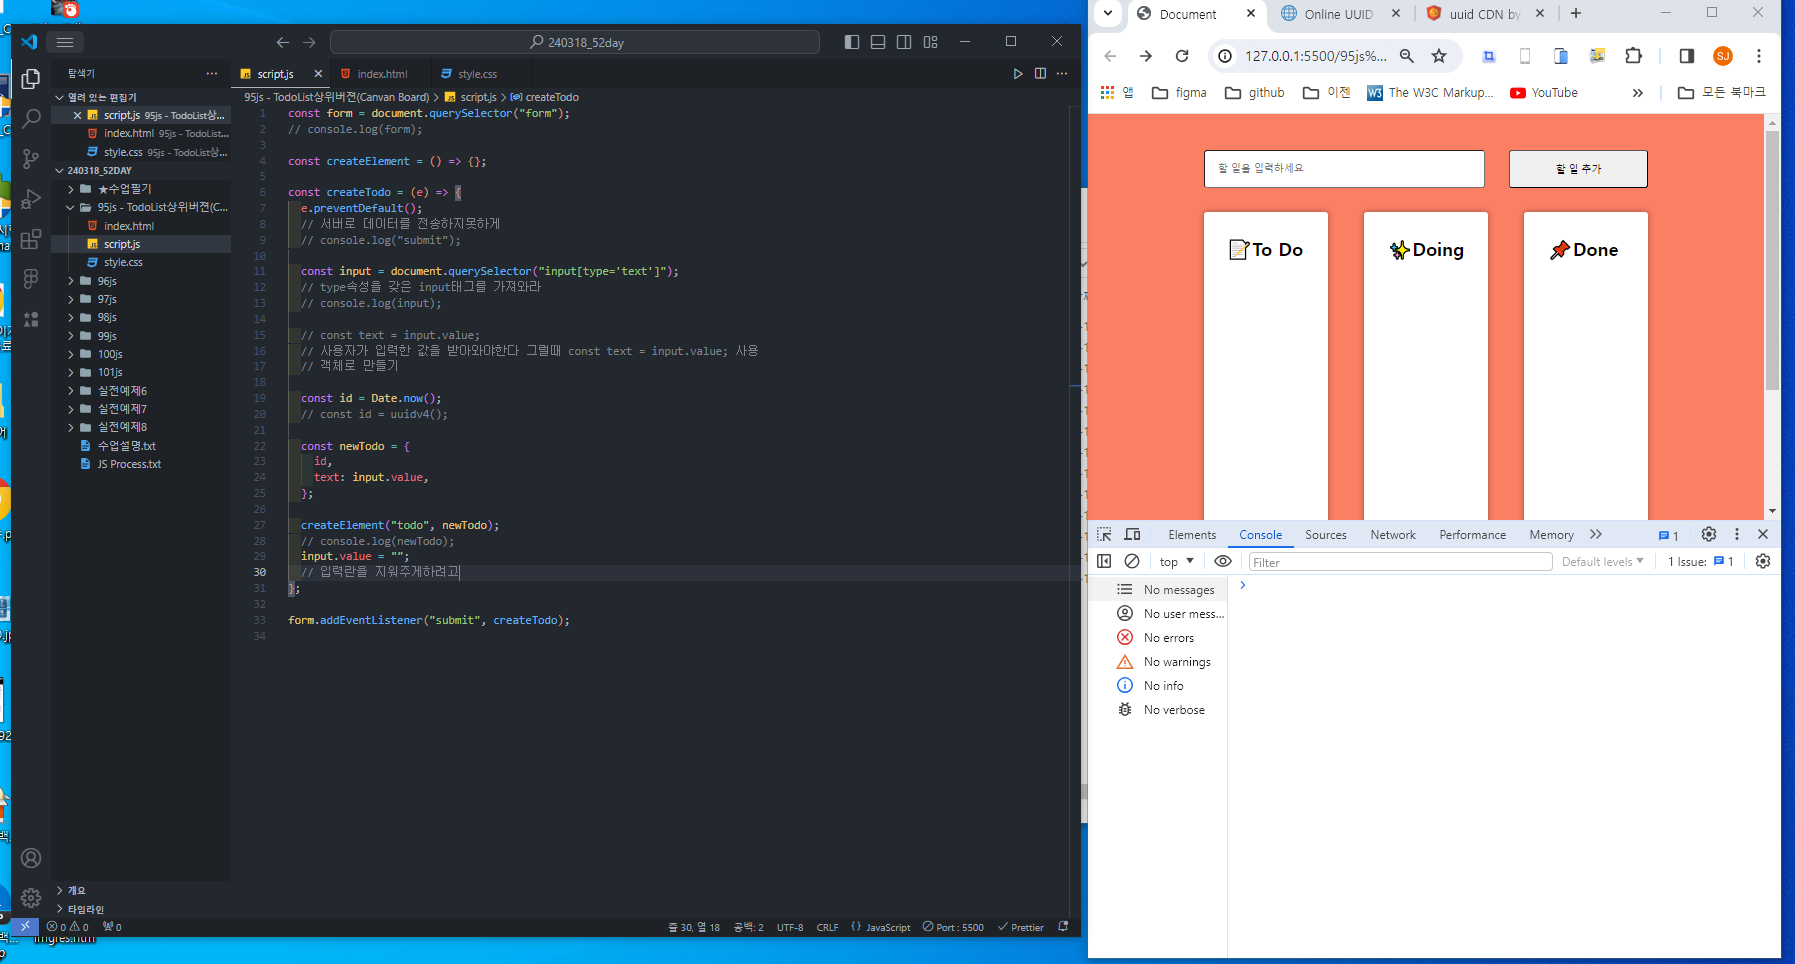 240318_52day
탐색기
script.js
index.html
style.css
열려 있는 편집기
script.js 95js - TodoList상...
index.html 95js - TodoList...
style.css 95js - TodoList상...
240318_52DAY
★수업필기
95js - TodoList상위버젼(C...
index.html
script.js
style.css
96js
97js
98js
99js
100js
101js
실전예제6
실전예제7
실전예제8
수업설명.txt
JS Process.txt
개요
타임라인
95js - TodoList상위버젼(Canvan Board) > script.js > createTodo
1 const form = document.querySelector("form");
2 // console.log(form);
3
4 const createElement = () => {};
5
6 const createTodo = (e) => {
7 e.preventDefault();
8 // 서버로 데이터를 전송하지못하게
9 // console.log("submit");
10
11 const input = document.querySelector("input[type='text']");
12 // type속성을 갖은 input태그를 가져와라
13 // console.log(input);
14
15 // const text = input.value;
16 // 사용자가 입력한 값을 받아와야한다 그럴때 const text = input.value; 사용
17 // 객체로 만들기
18
19 const id = Date.now();
20 // const id = uuidv4();
21
22 const newTodo = {
23 id,
24 text: input.value,
25 };
26
27 createElement("todo", newTodo);
28 // console.log(newTodo);
29 input.value = "";
30 // 입력란을 지워주게하려고
31 };
32
33 form.addEventListener("submit", createTodo);
34
0 0 0
줄 30, 열 18 공백: 2 UTF-8 CRLF {} JavaScript Port : 5500 Prettier
Document
Online UUID
uuid CDN by
127.0.0.1:5500/95js%...
SJ
앱 figma github 이젠 The W3C Markup... YouTube » 모든 북마크
할 일을 입력하세요
할 일 추가
To Do
Doing
Done
Elements Console Sources Network Performance Memory 1
top Filter Default levels 1 Issue: 1
No messages
No user mess...
No errors
No warnings
No info
No verbose